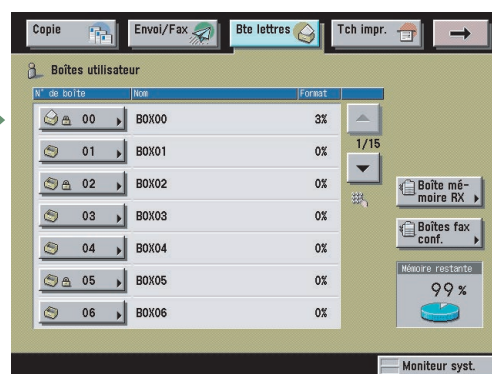 Copie
Envoi/Fax
Bte lettres
Tch impr.
Boîtes utilisateur
N° de boîte Nom Format
00 BOX00 3%
01 BOX01 0%
02 BOX02 0%
03 BOX03 0%
04 BOX04 0%
05 BOX05 0%
06 BOX06 0%
1/15
Boîte mé-
moire RX
Boîtes fax
conf.
Mémoire restante
99 %
Moniteur syst.